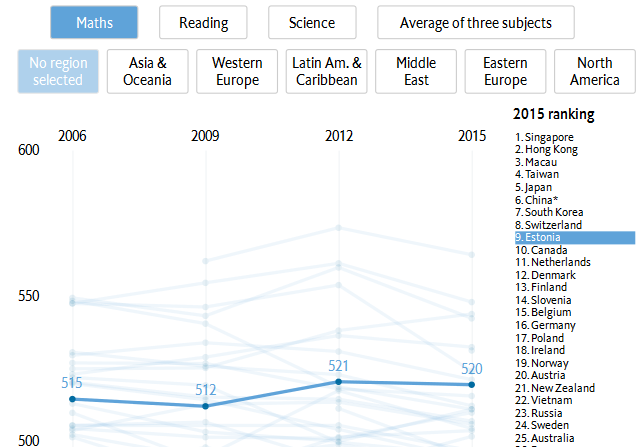 Maths
Reading
Science
Average of three subjects
No region
selected
Asia &
Oceania
Western
Europe
Latin Am. &
Caribbean
Middle
East
Eastern
Europe
North
America
2015 ranking
2006
2009
2012
2015
600
550
500
515
512
521
520
1. Singapore
2. Hong Kong
3. Macau
4. Taiwan
5. Japan
6. China*
7. South Korea
8. Switzerland
9. Estonia
10. Canada
11. Netherlands
12. Denmark
13. Finland
14. Slovenia
15. Belgium
16. Germany
17. Poland
18. Ireland
19. Norway
20. Austria
21. New Zealand
22. Vietnam
23. Russia
24. Sweden
25. Australia